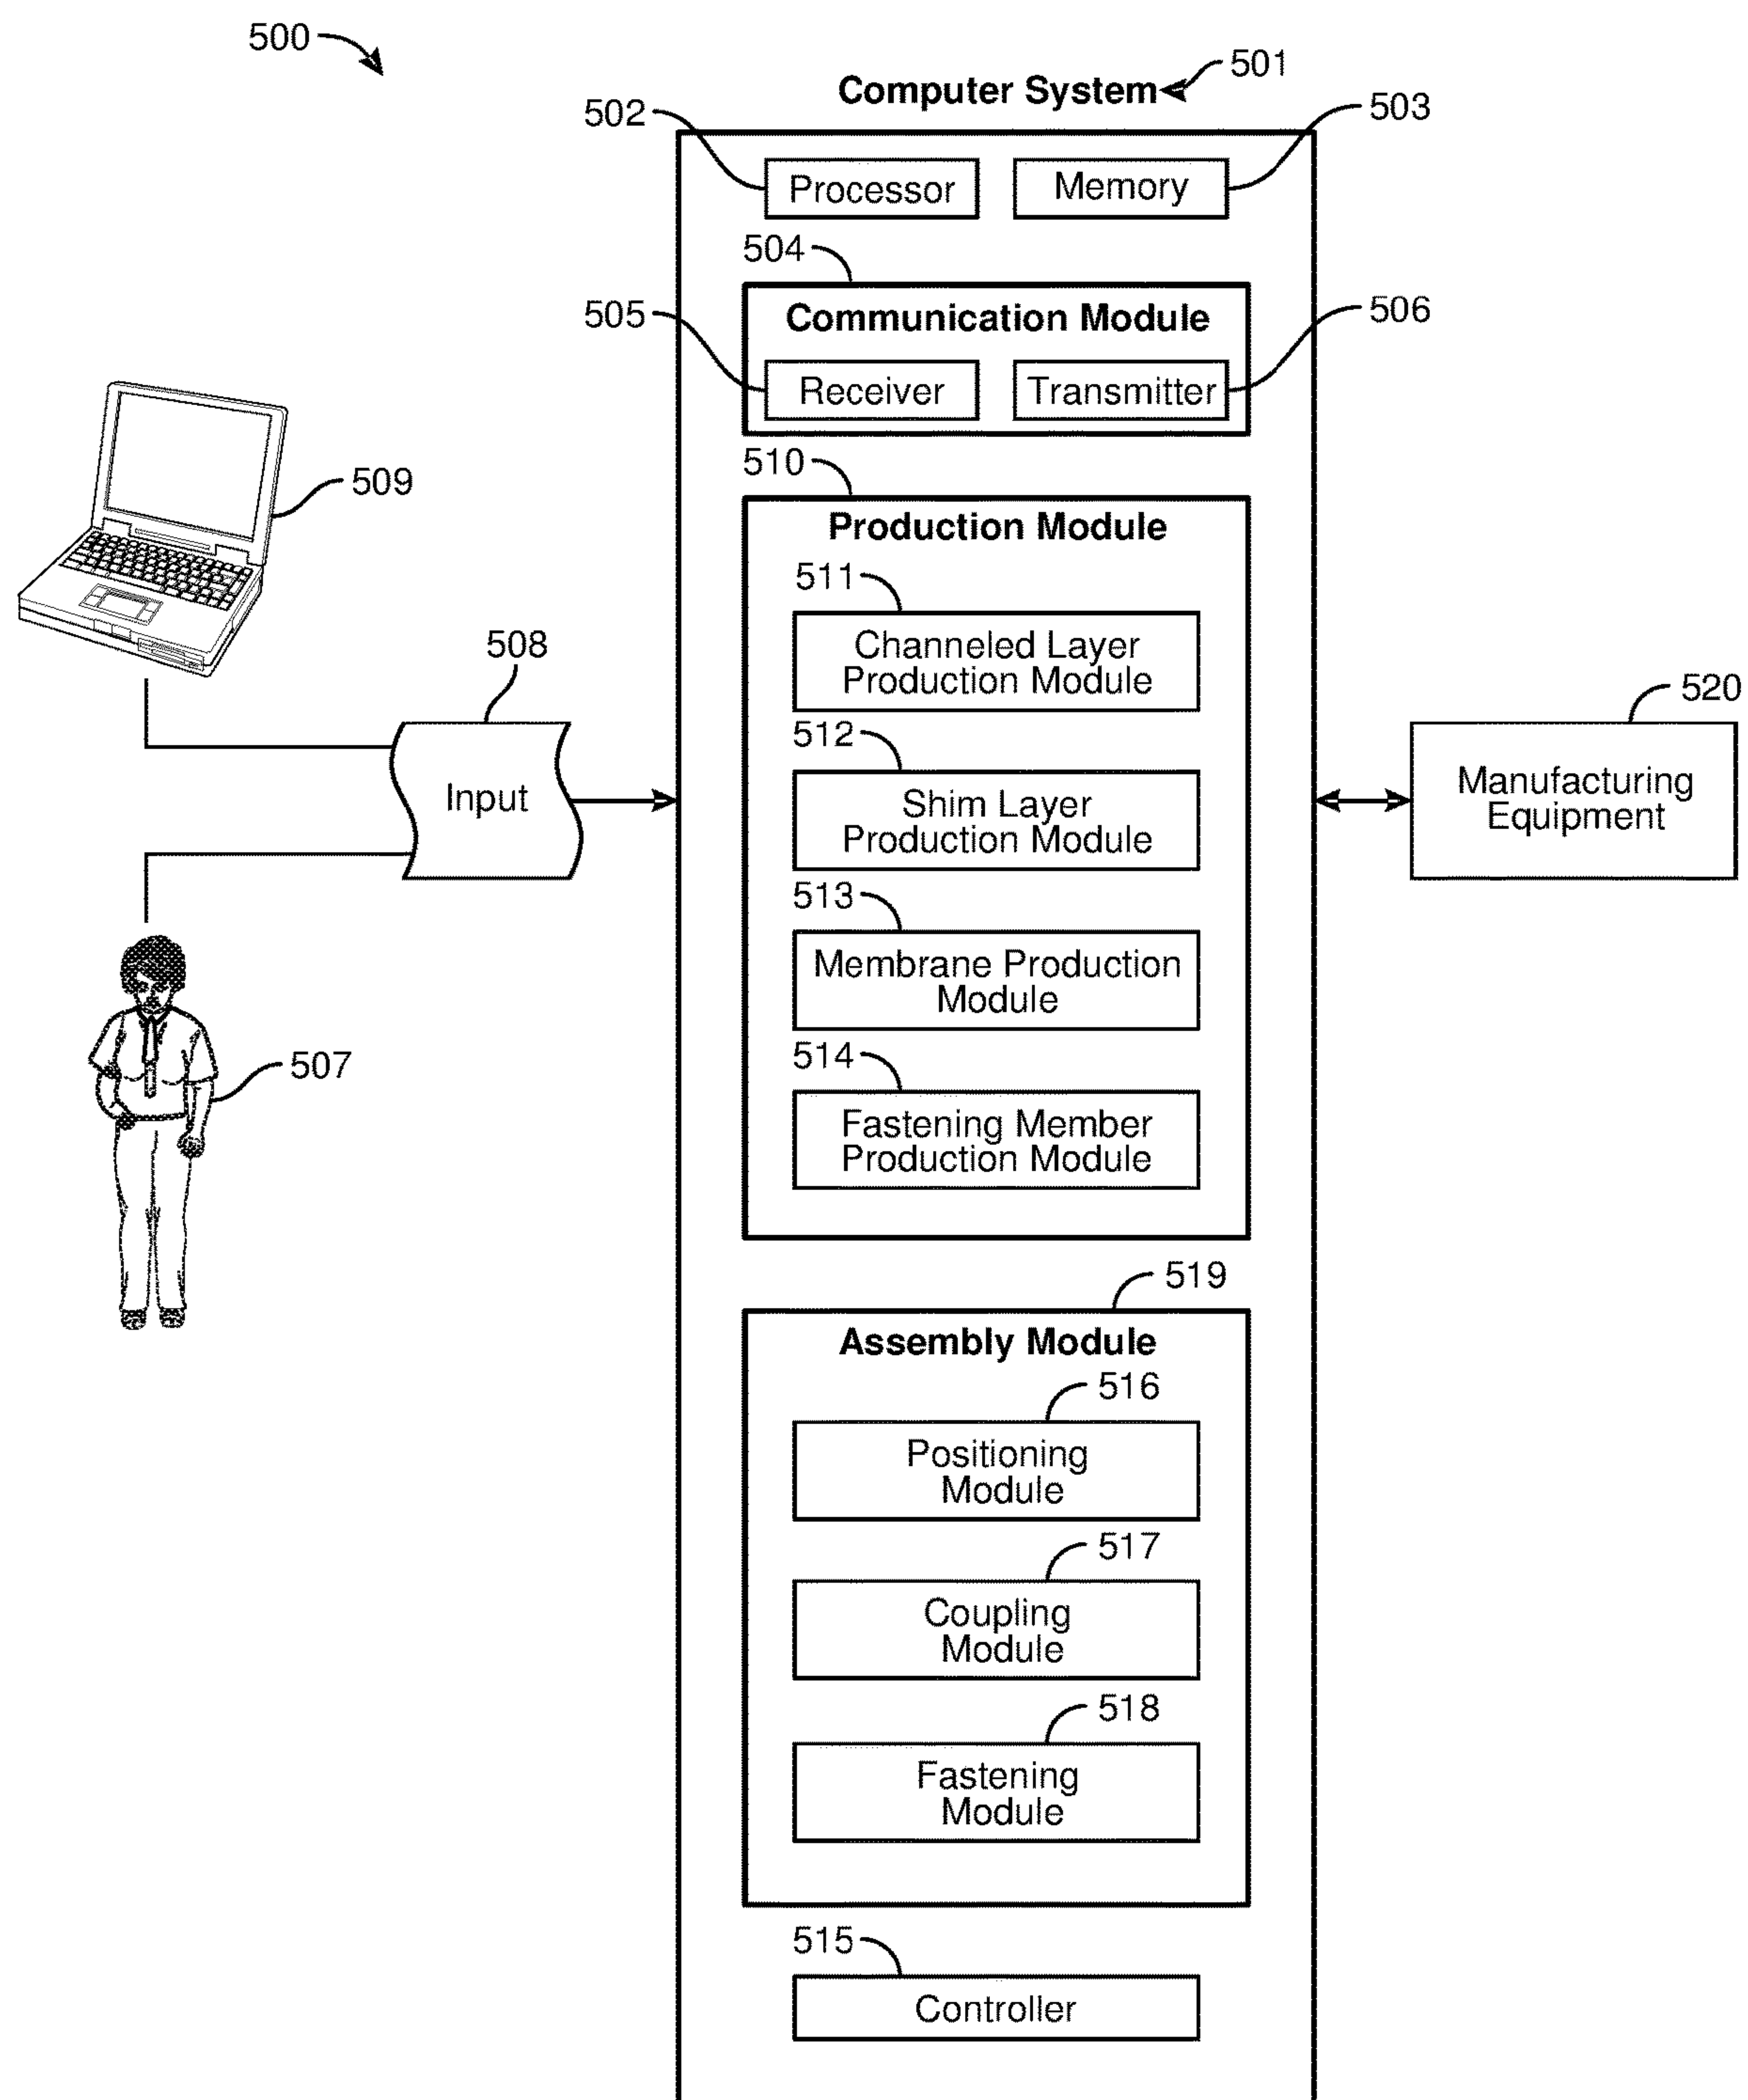 500
Computer System
501
502
503
Processor
Memory
504
Communication Module
505
506
Receiver
Transmitter
509
510
Production Module
511
Channeled Layer
Production Module
508
Input
512
Shim Layer
Production Module
520
Manufacturing
Equipment
513
Membrane Production
Module
507
514
Fastening Member
Production Module
519
Assembly Module
516
Positioning
Module
517
Coupling
Module
518
Fastening
Module
515
Controller